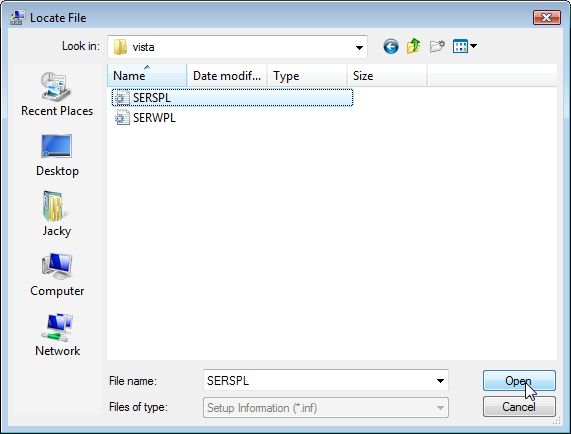 Locate File
Look in: vista
Name Date modif... Type Size
SERSPL
SERWPL
Recent Places
Desktop
Jacky
Computer
Network
File name: SERSPL Open
Files of type: Setup Information (*.inf) Cancel